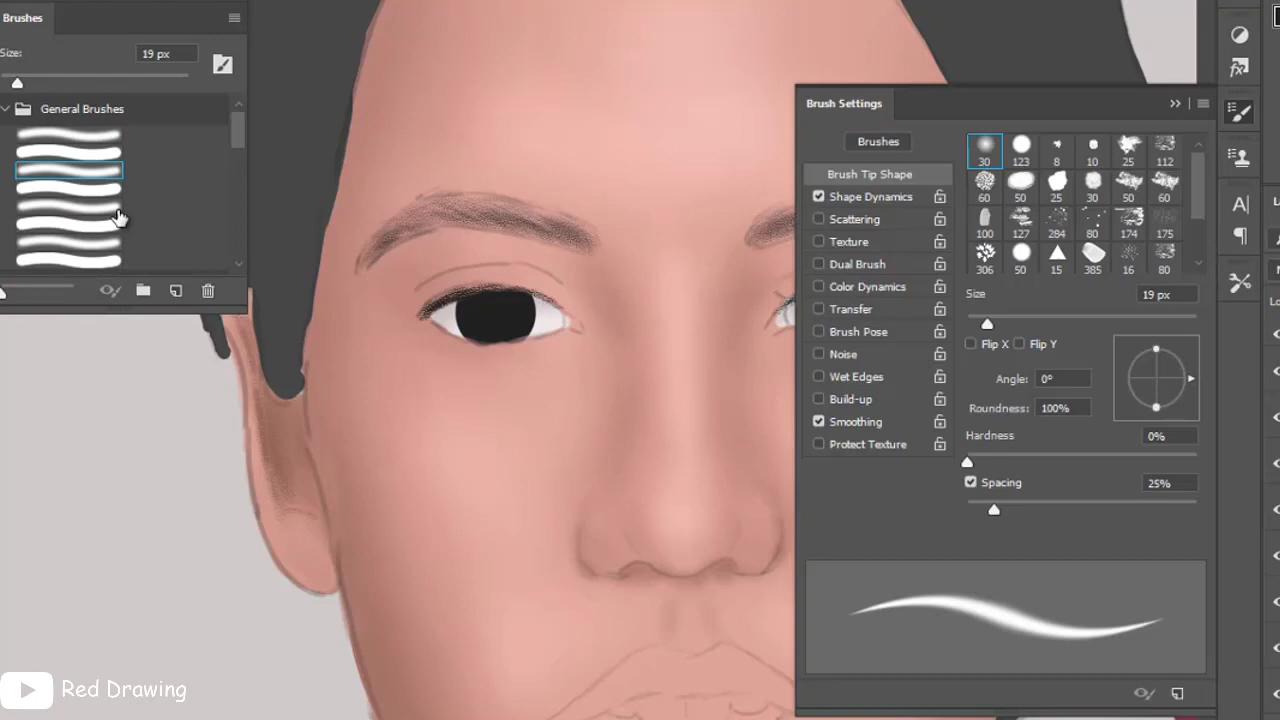 Brushes
Size:
19 px
General Brushes
Brush Settings
Brushes
30 123 8 10 25 112
60 50 25 30 50 60
100 127 284 80 174 175
306 50 15 385 16 80
Brush Tip Shape
Shape Dynamics
Scattering
Texture
Dual Brush
Color Dynamics
Transfer
Brush Pose
Noise
Wet Edges
Build-up
Smoothing
Protect Texture
Size
19 px
Flip X
Flip Y
Angle: 0°
Roundness: 100%
Hardness
0%
Spacing
25%
Red Drawing